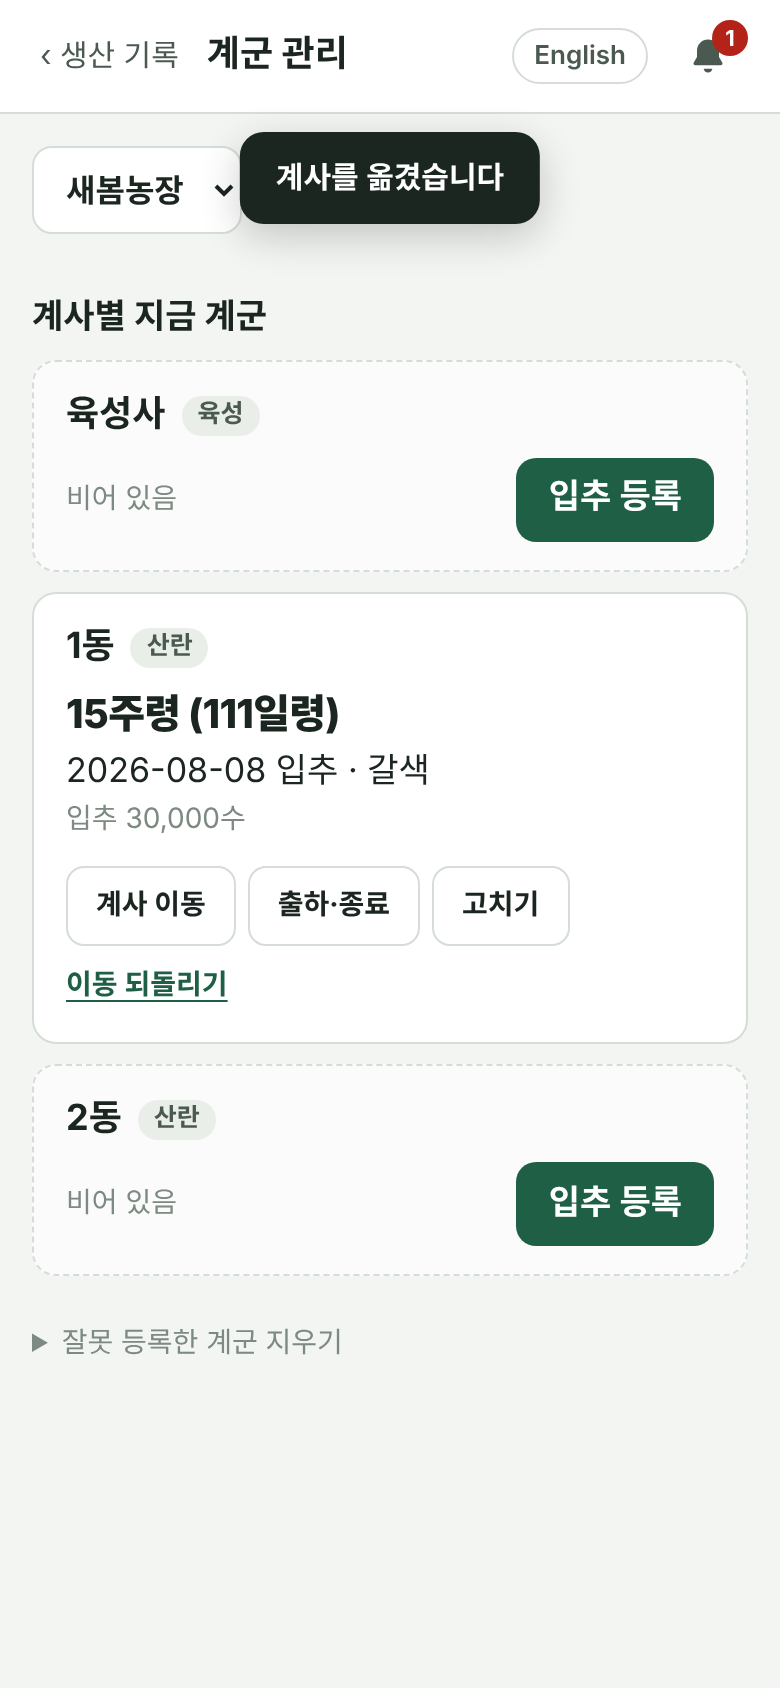 ‹ 생산 기록 계군 관리 English 1
새봄농장
계사를 옮겼습니다
계사별 지금 계군
육성사 육성
비어 있음 입추 등록
1동 산란
15주령 (111일령)
2026-08-08 입추 · 갈색
입추 30,000수
계사 이동 출하·종료 고치기
이동 되돌리기
2동 산란
비어 있음 입추 등록
▶ 잘못 등록한 계군 지우기